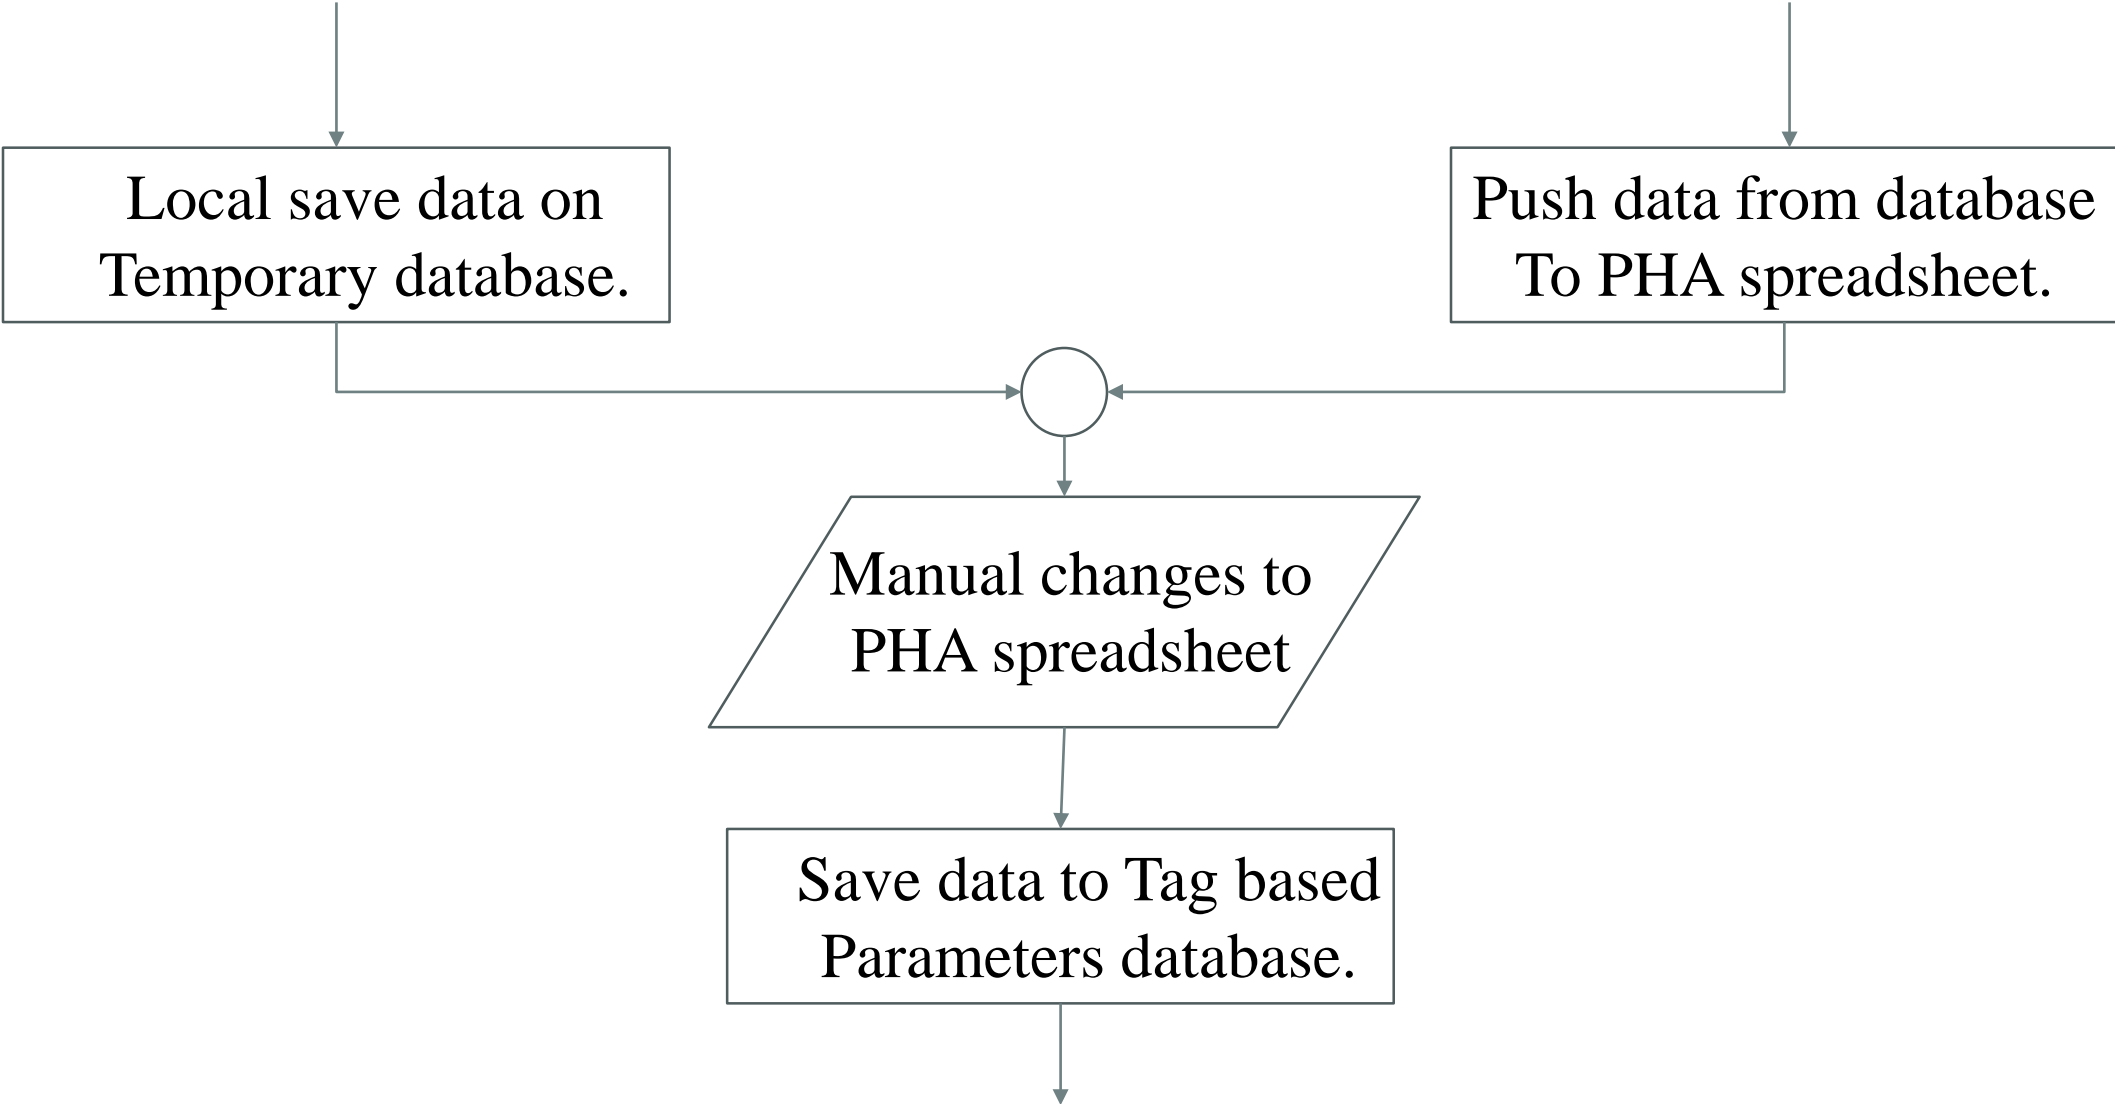 Local save data on
Temporary database.
Push data from database
To PHA spreadsheet.
Manual changes to
PHA spreadsheet
Save data to Tag based
Parameters database.